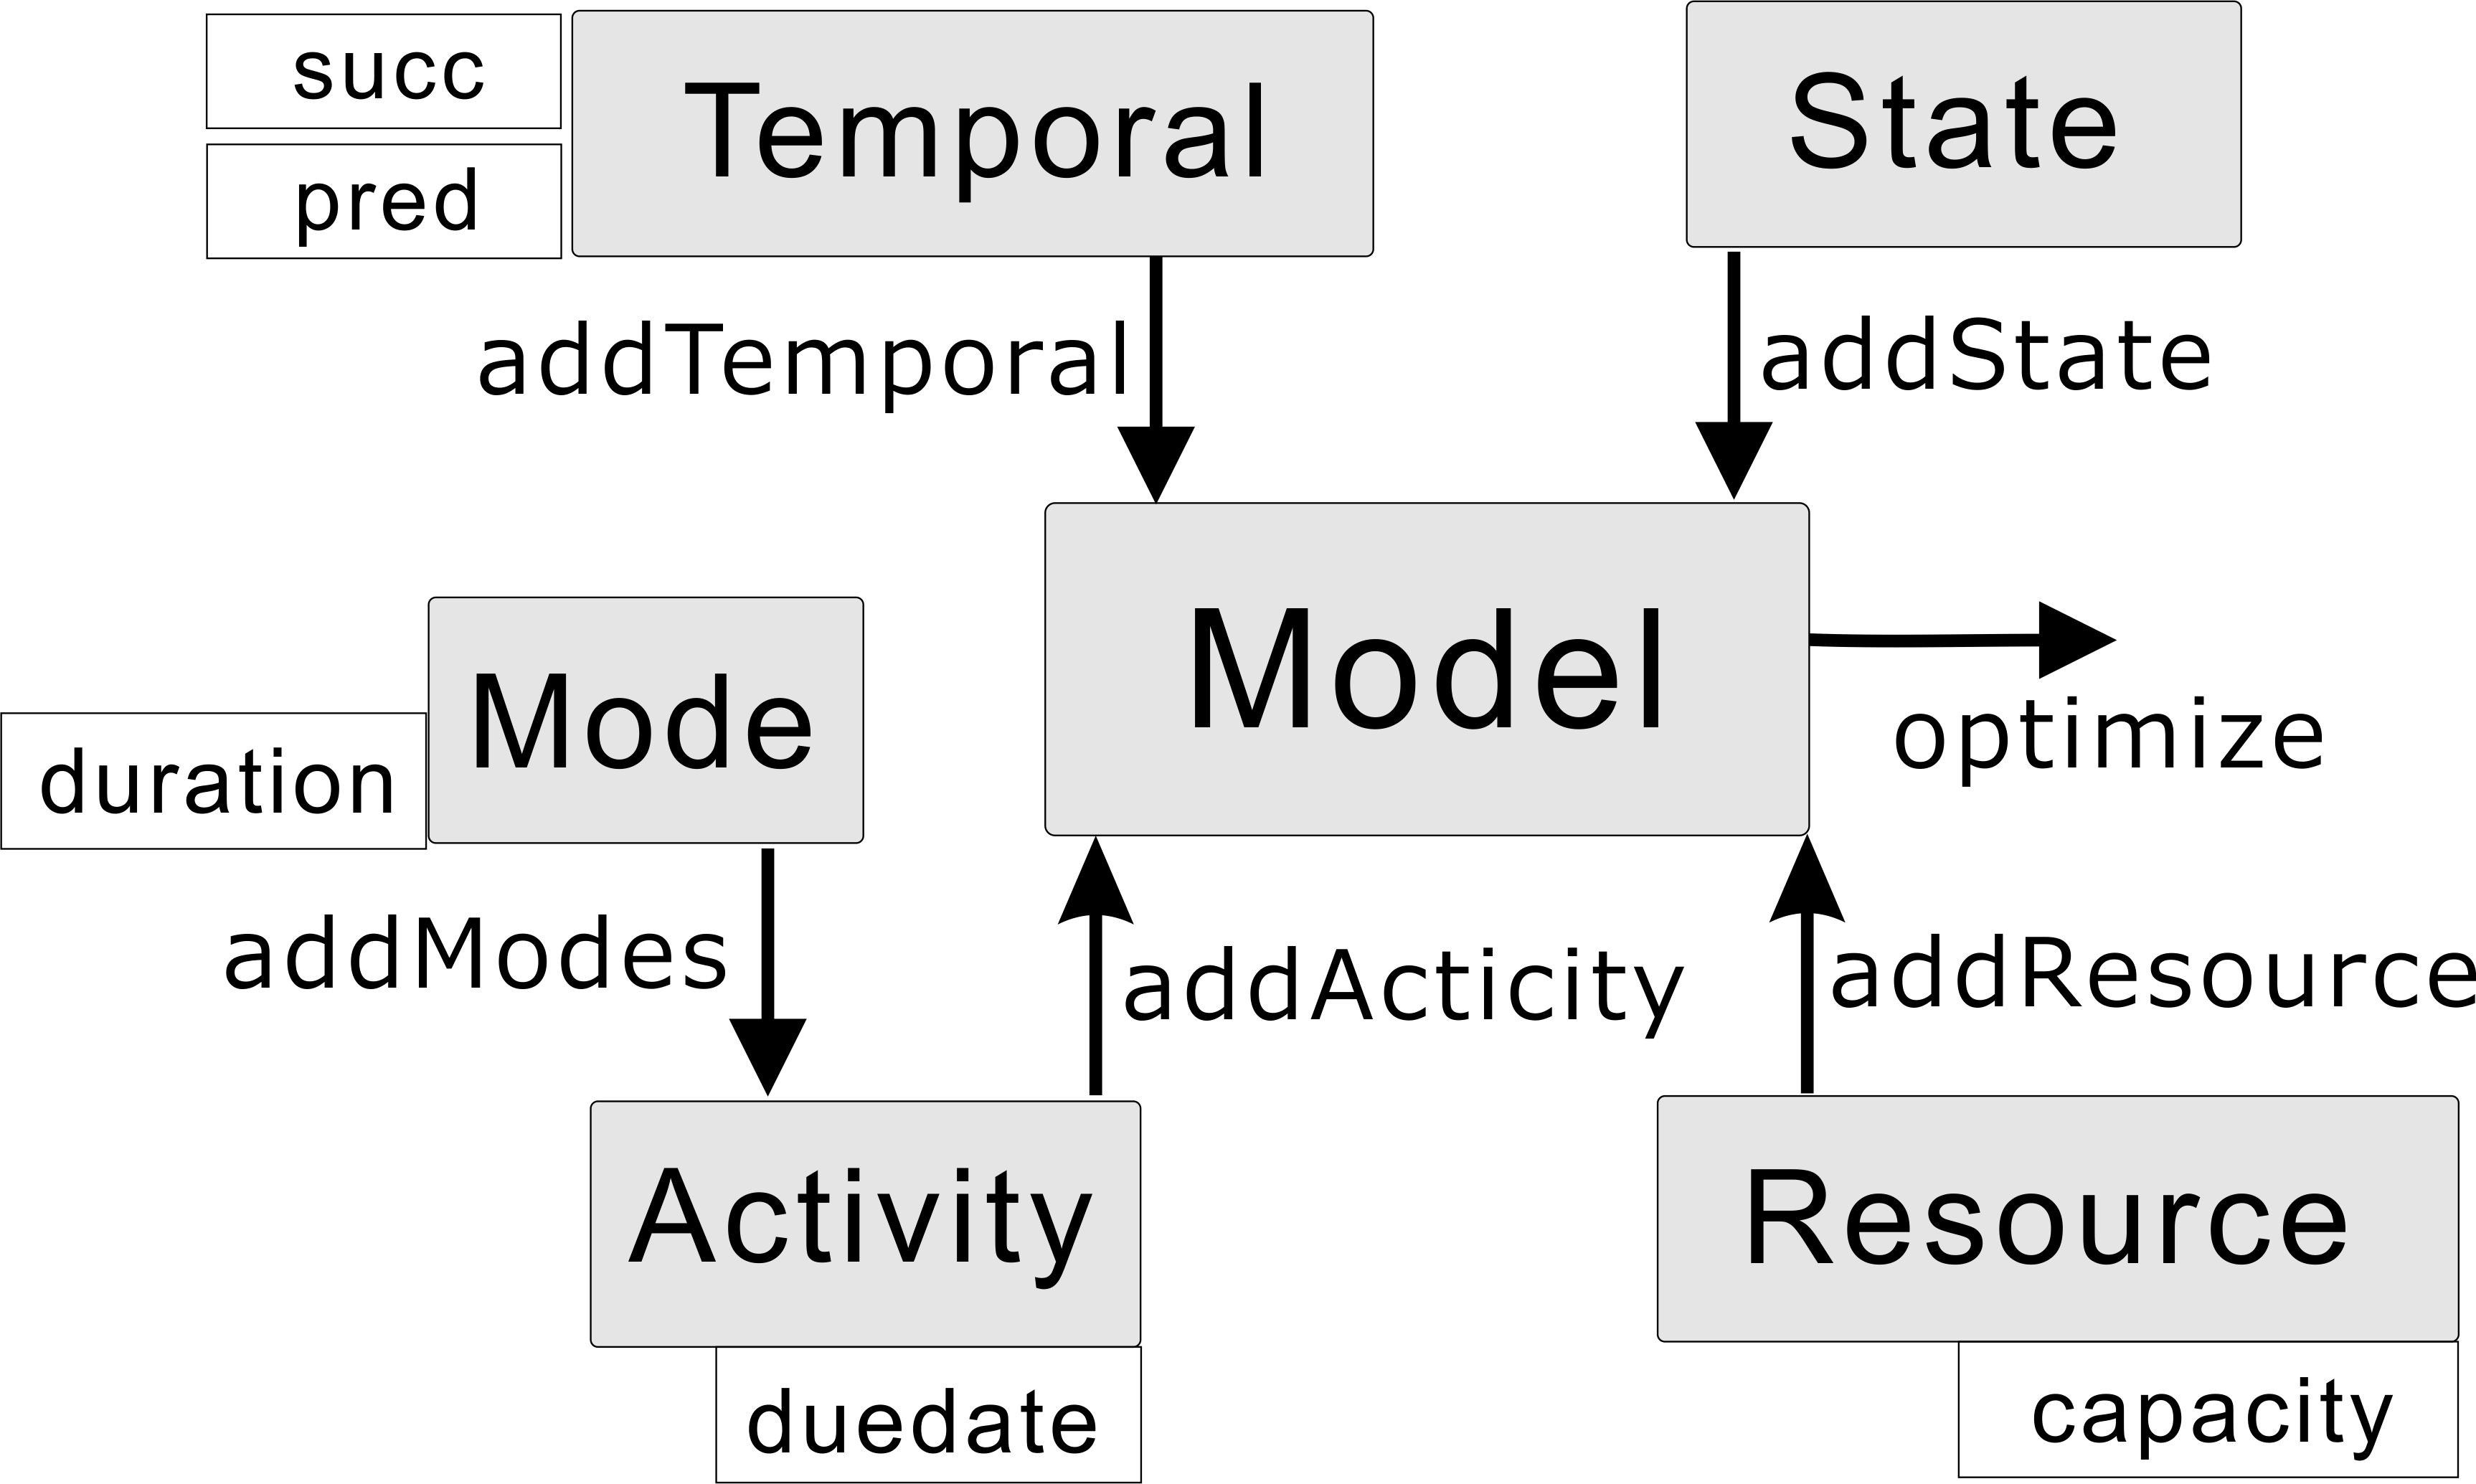 succ
pred
Temporal
State
addTemporal
addState
Mode
duration
Model
optimize
addModes
addActicity
addResource
Activity
duedate
Resource
capacity